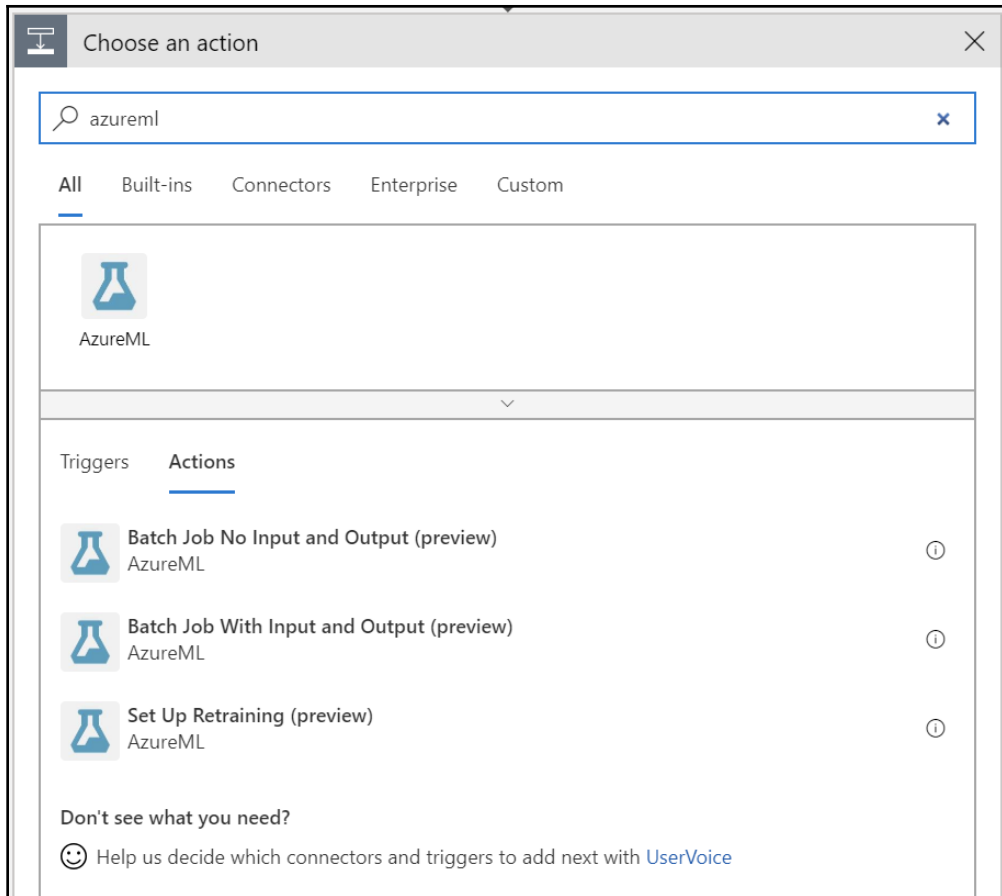 Choose an action
azureml
All Built-ins Connectors Enterprise Custom
AzureML
Triggers Actions
Batch Job No Input and Output (preview)
AzureML
Batch Job With Input and Output (preview)
AzureML
Set Up Retraining (preview)
AzureML
Don't see what you need?
Help us decide which connectors and triggers to add next with UserVoice